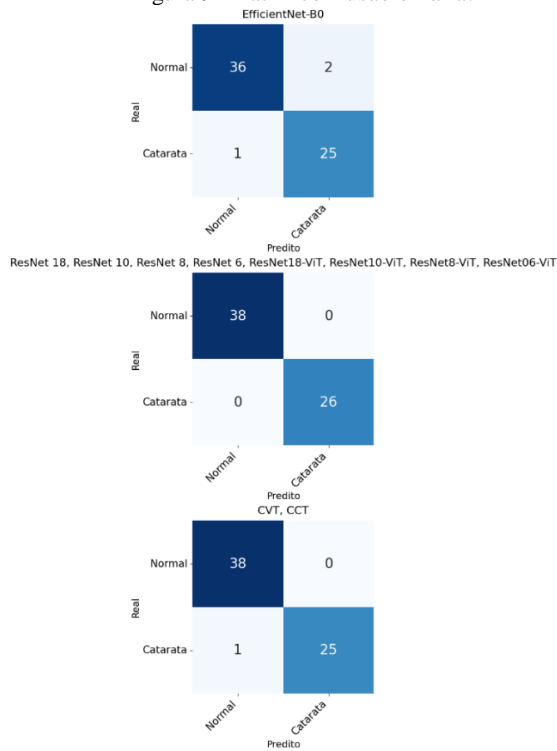 EfficientNet-B0
Normal
36
2
Real
Catarata
1
25
Normal
Catarata
Predito
ResNet 18, ResNet 10, ResNet 8, ResNet 6, ResNet18-ViT, ResNet10-ViT, ResNet8-ViT, ResNet06-ViT
Normal
38
0
Real
Catarata
0
26
Normal
Catarata
Predito
CVT, CCT
Normal
38
0
Real
Catarata
1
25
Normal
Catarata
Predito